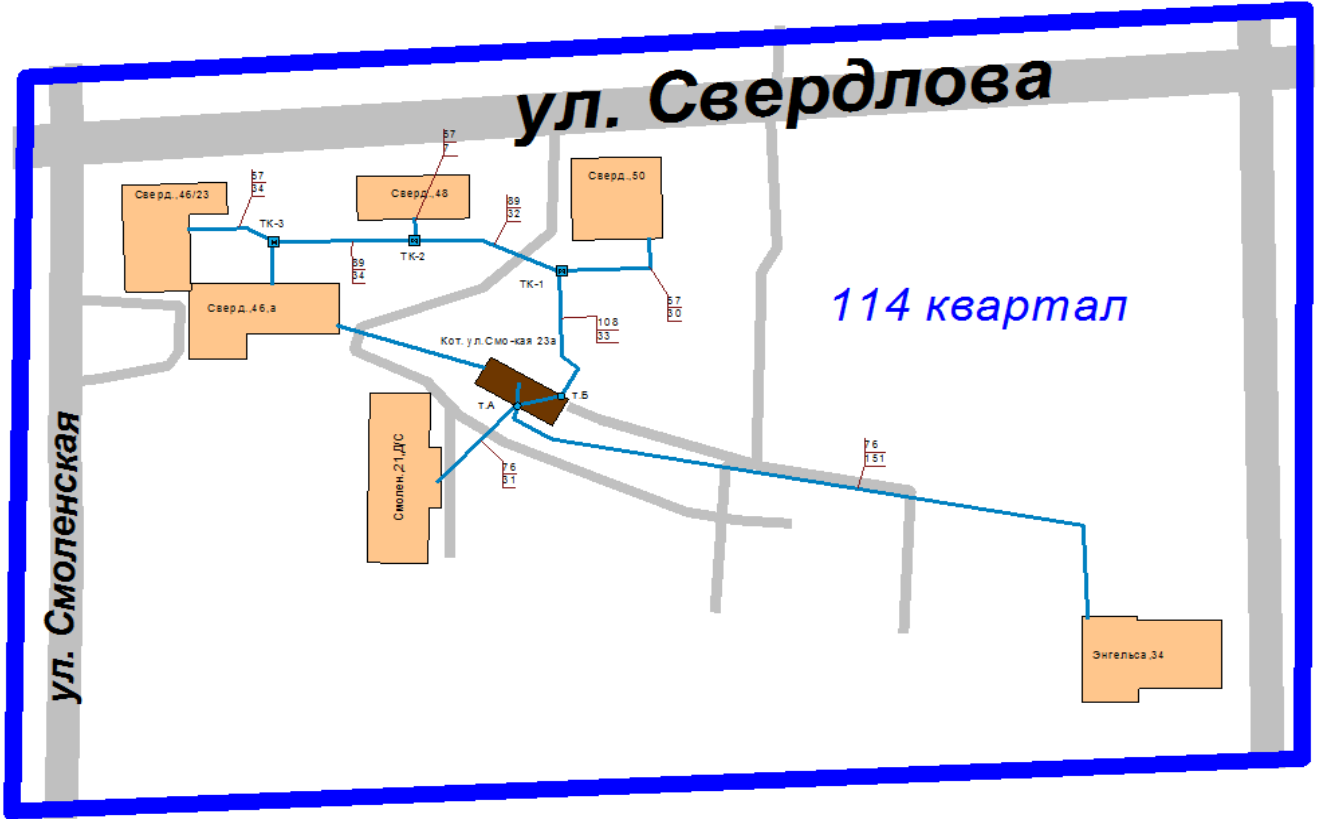 ул. Свердлова
57
7
Сверд.,50
57
34
Сверд.,46/23
Сверд.,48
89
32
ТК-3
ТК-2
89
34
ТК-1
Сверд.,46,а
57
30
114 квартал
108
33
Кот. ул.Смо-кая 23а
т.Б
т.А
76
151
76
31
Смолен.,21,Д/С
ул. Смоленская
Энгельса,34